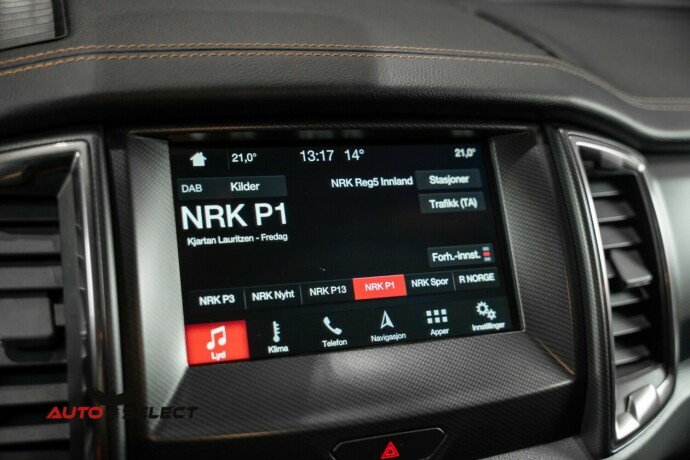 21,0° 13:17 14° 21,0°
DAB Kilder NRK Reg5 Innland Stasjoner
NRK P1 Trafikk (TA)
Kjartan Lauritzen - Fredag
Forh.-innst.
NRK P3 NRK Nyht NRK P13 NRK P1 NRK Spor R NORGE
Lyd Klima Telefon Navigasjon Apper Innstillinger
AUTO SELECT